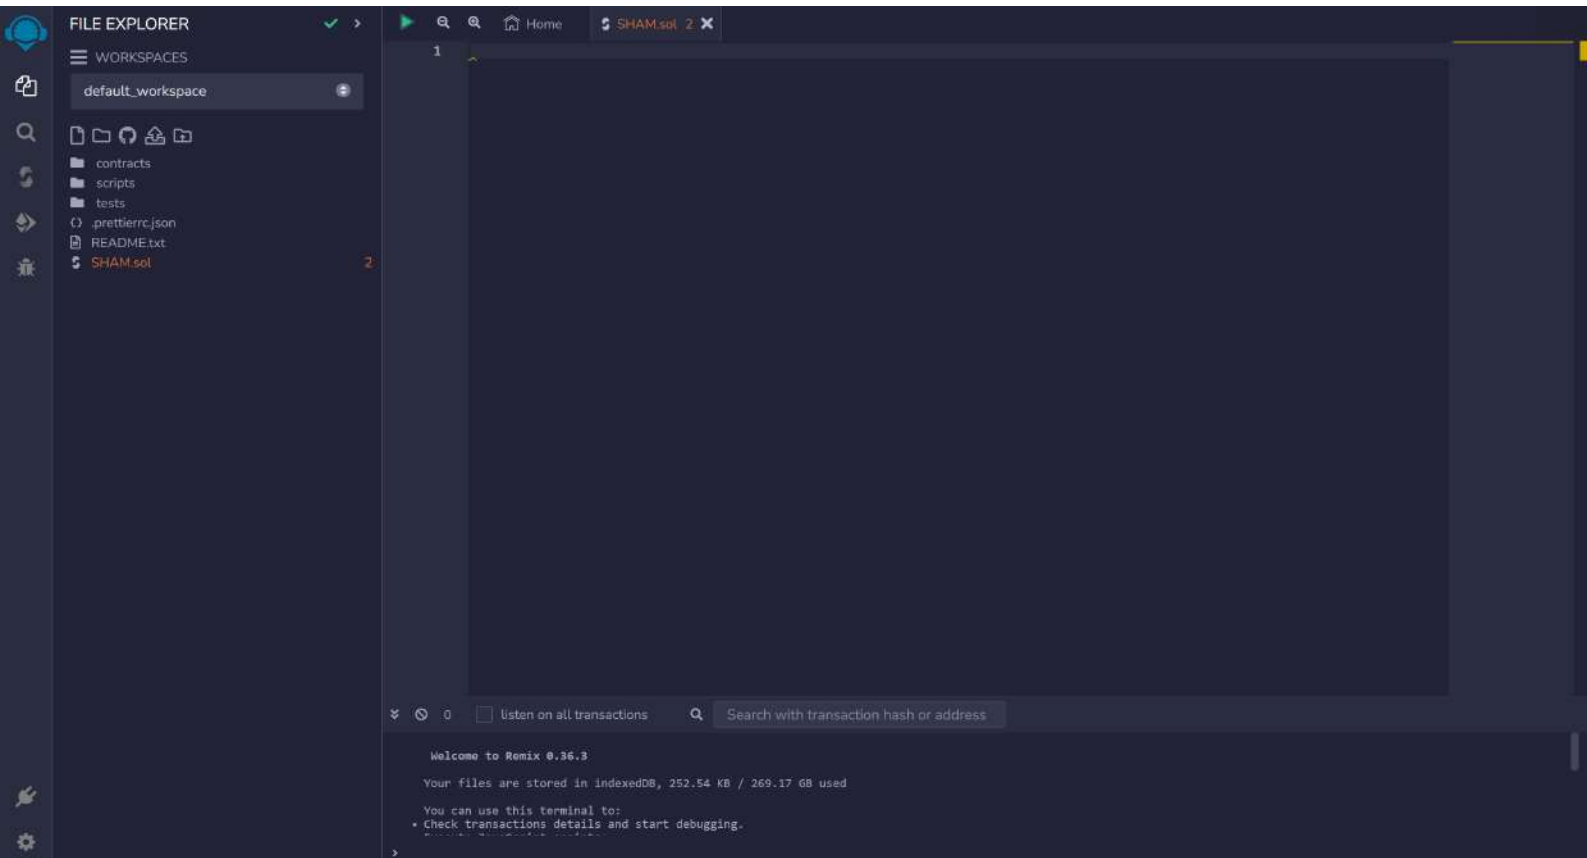 FILE EXPLORER
WORKSPACES
default_workspace
contracts
scripts
tests
.prettierrc.json
README.txt
SHAM.sol 2
Home SHAM.sol 2
1
0 listen on all transactions Search with transaction hash or address
Welcome to Remix 0.36.3
Your files are stored in indexedDB, 252.54 KB / 269.17 GB used
You can use this terminal to:
• Check transactions details and start debugging.
>